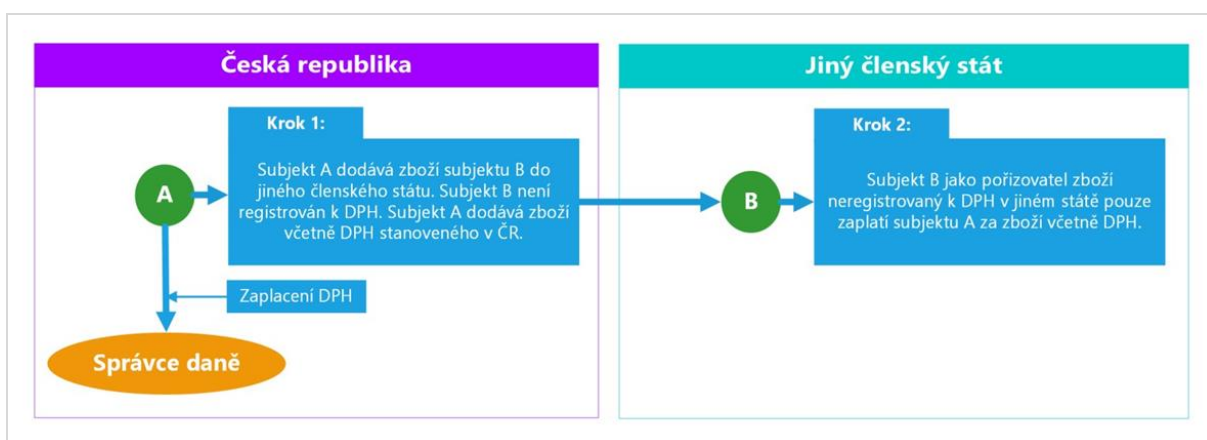 Česká republika
Krok 1:
A
Subjekt A dodává zboží subjektu B do
jiného členského státu. Subjekt B není
registrován k DPH. Subjekt A dodává zboží
včetně DPH stanoveného v ČR.
Zaplacení DPH
Správce daně
Jiný členský stát
Krok 2:
B
Subjekt B jako pořizovatel zboží
neregistrovaný k DPH v jiném státě pouze
zaplatí subjektu A za zboží včetně DPH.